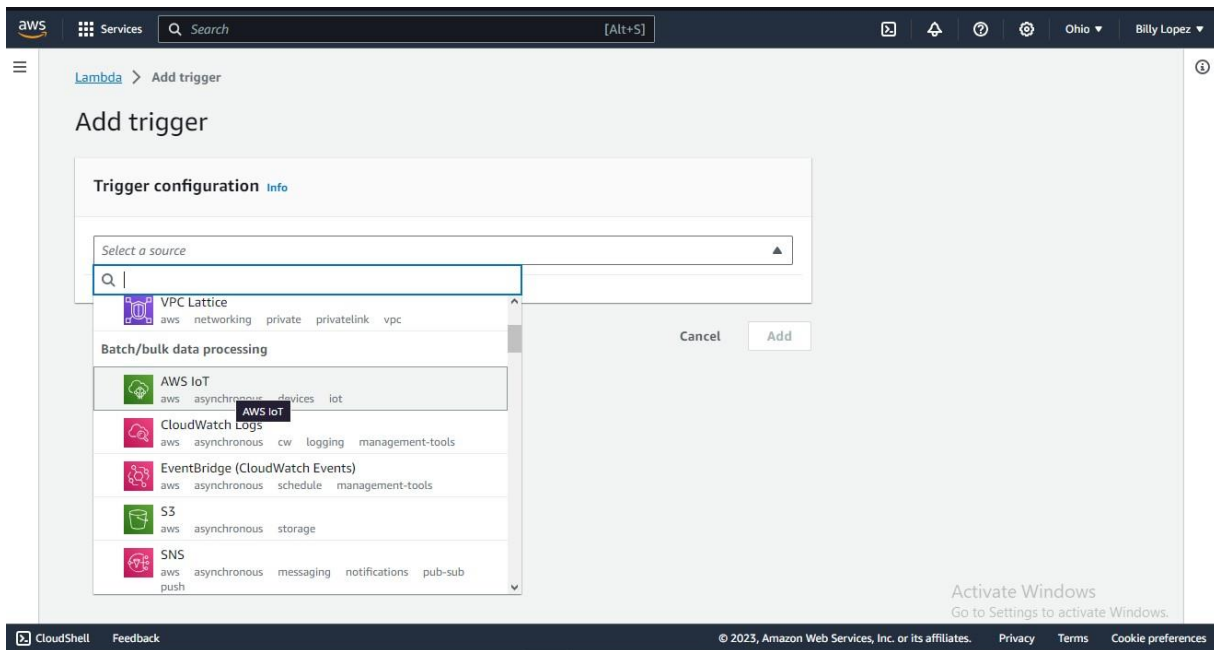 aws Services Search [Alt+S] Ohio Billy Lopez
Lambda > Add trigger
Add trigger
Trigger configuration Info
Select a source
VPC Lattice
aws networking private privatelink vpc
Batch/bulk data processing
AWS IoT
aws asynchronous devices iot
AWS IoT
CloudWatch Logs
aws asynchronous cw logging management-tools
EventBridge (CloudWatch Events)
aws asynchronous schedule management-tools
S3
aws asynchronous storage
SNS
aws asynchronous messaging notifications pub-sub
push
Cancel Add
Activate Windows
Go to Settings to activate Windows.
CloudShell Feedback © 2023, Amazon Web Services, Inc. or its affiliates. Privacy Terms Cookie preferences